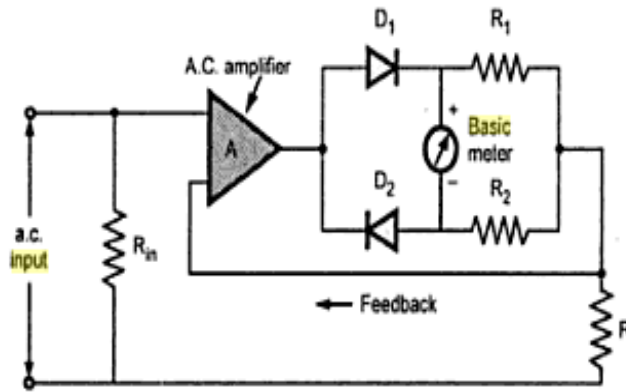 D1
R1
A.C. amplifier
+
Basic
meter
A
−
D2
R2
a.c.
input
Rin
Feedback
R